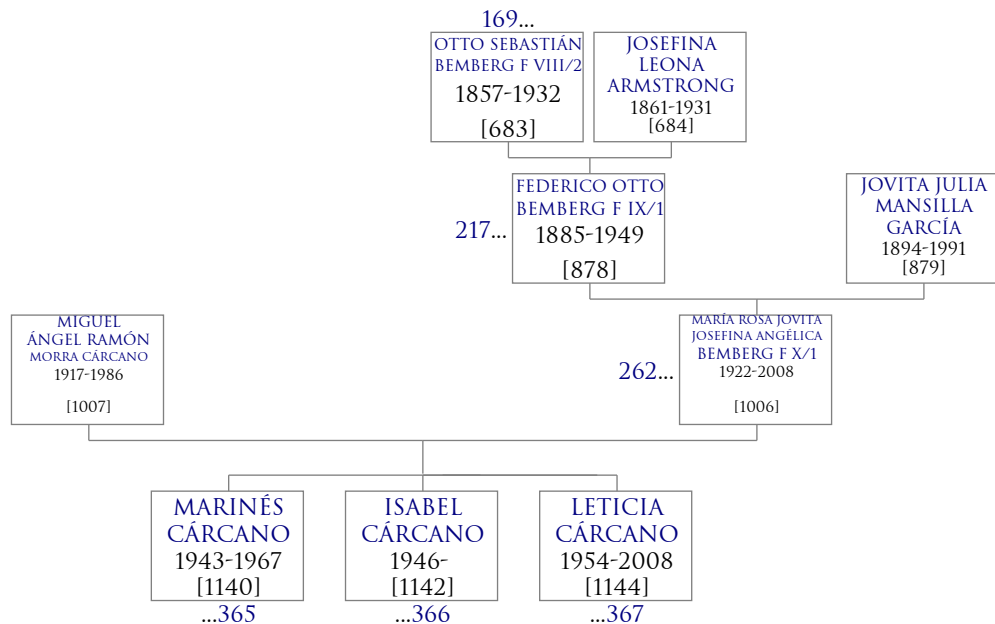 169...
OTTO SEBASTIÁN
BEMBERG F VIII/2
1857-1932
[683]
JOSEFINA
LEONA
ARMSTRONG
1861-1931
[684]
217...
FEDERICO OTTO
BEMBERG F IX/1
1885-1949
[878]
JOVITA JULIA
MANSILLA
GARCÍA
1894-1991
[879]
MIGUEL
ÁNGEL RAMÓN
MORRA CÁRCANO
1917-1986
[1007]
262...
MARÍA ROSA JOVITA
JOSEFINA ANGÉLICA
BEMBERG F X/1
1922-2008
[1006]
MARINÉS
CÁRCANO
1943-1967
[1140]
...365
ISABEL
CÁRCANO
1946-
[1142]
...366
LETICIA
CÁRCANO
1954-2008
[1144]
...367